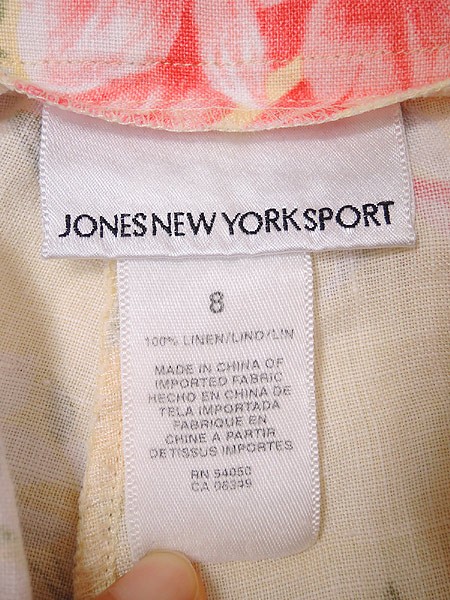 JONES NEW YORK SPORT
8
100% LINEN/LINO/LIN
MADE IN CHINA OF
IMPORTED FABRIC
HECHO EN CHINA DE
TELA IMPORTADA
FABRIQUE EN
CHINE A PARTIR
DE TISSUS IMPORTES
RN 54050
CA 06399